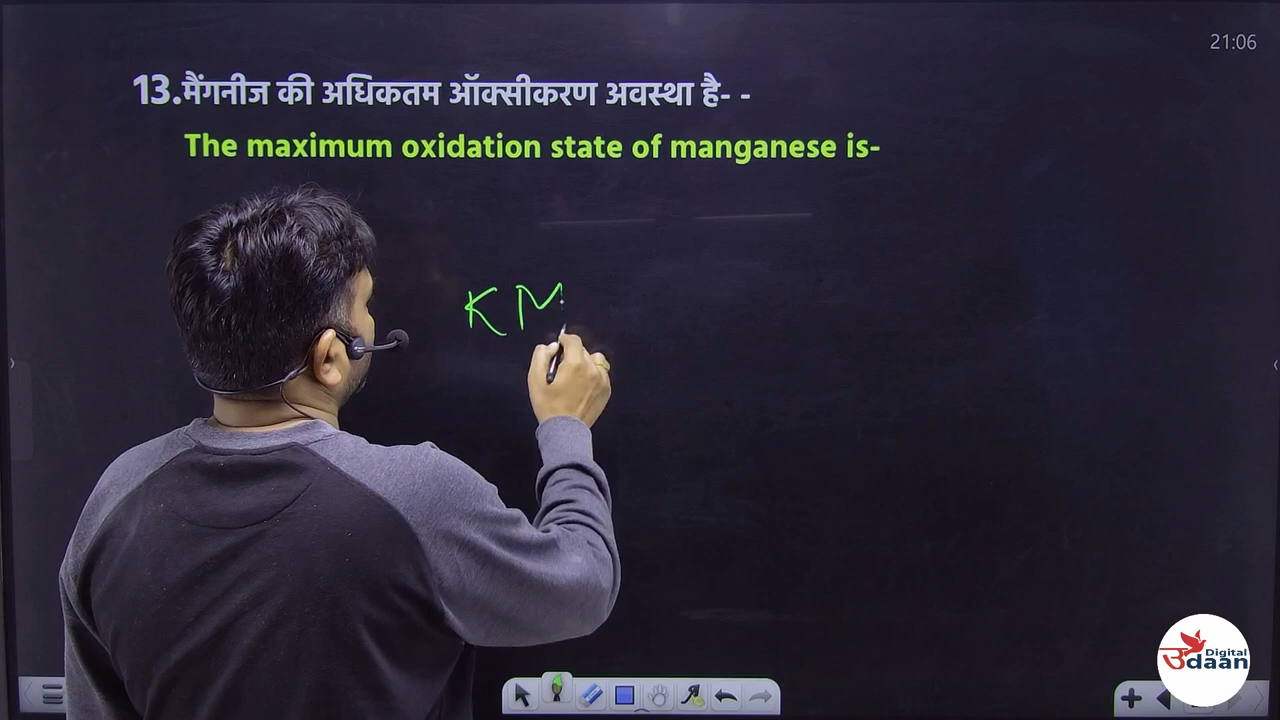 21:06
13.मैंगनीज की अधिकतम ऑक्सीकरण अवस्था है- -
The maximum oxidation state of manganese is-
KM
Digital
उdaan